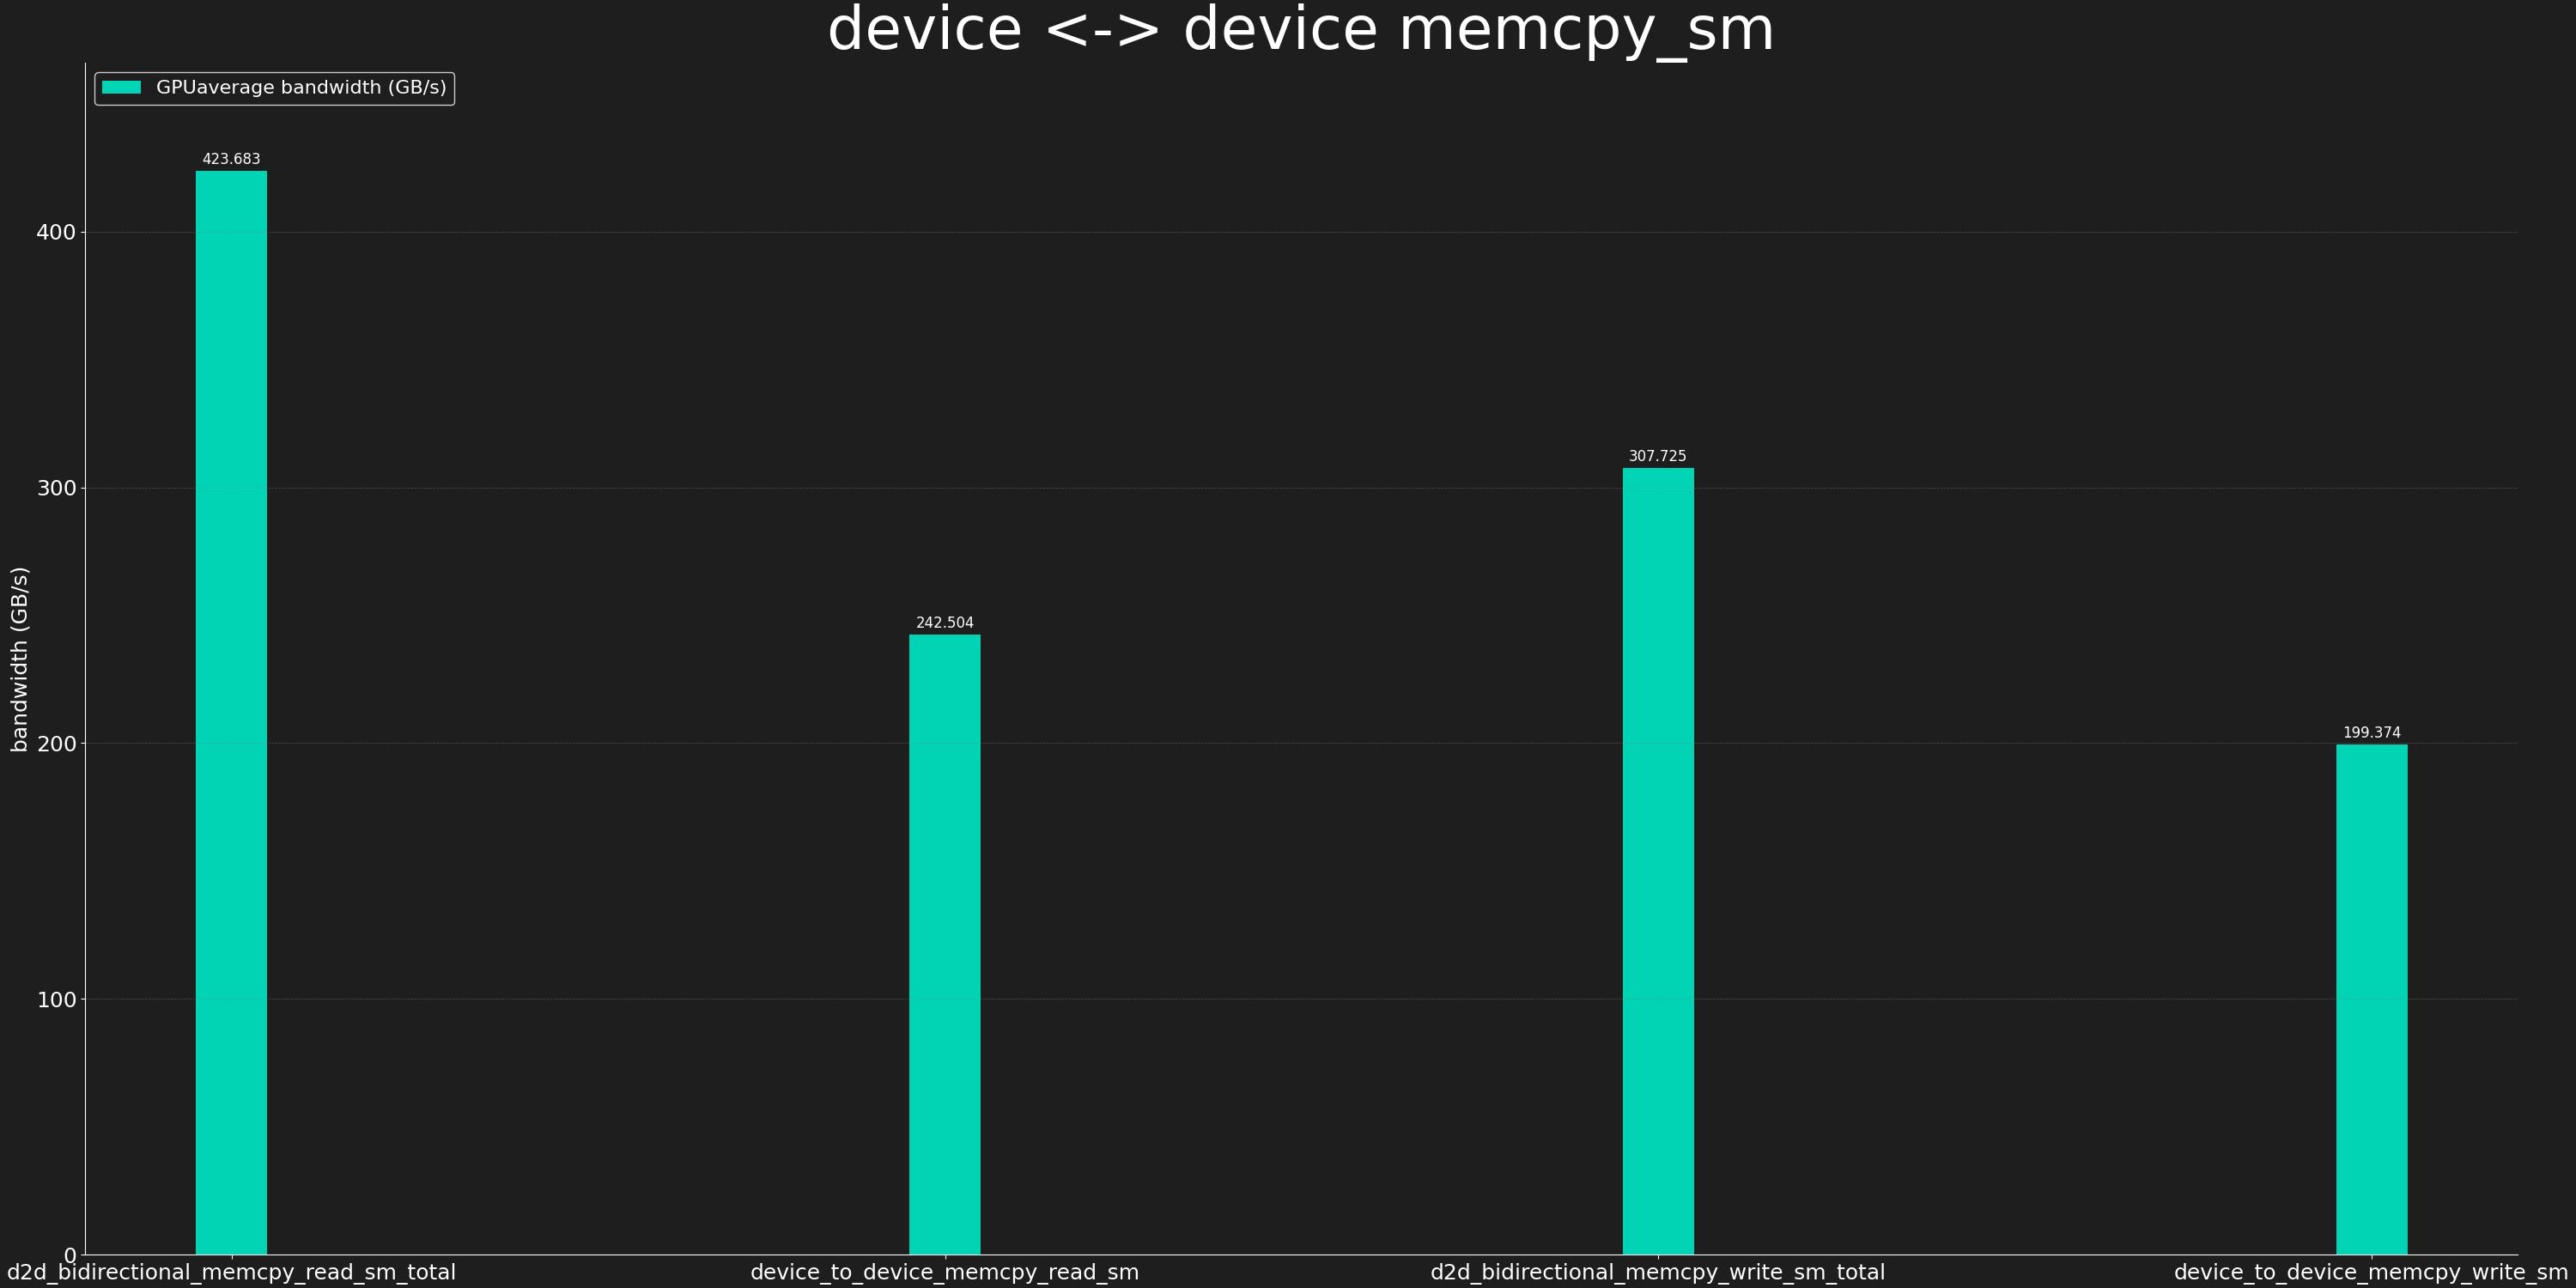 device <-> device memcpy_sm
GPUaverage bandwidth (GB/s)
423.683
400
307.725
300
242.504
bandwidth (GB/s)
200
199.374
100
0
d2d_bidirectional_memcpy_read_sm_total
device_to_device_memcpy_read_sm
d2d_bidirectional_memcpy_write_sm_total
device_to_device_memcpy_write_sm